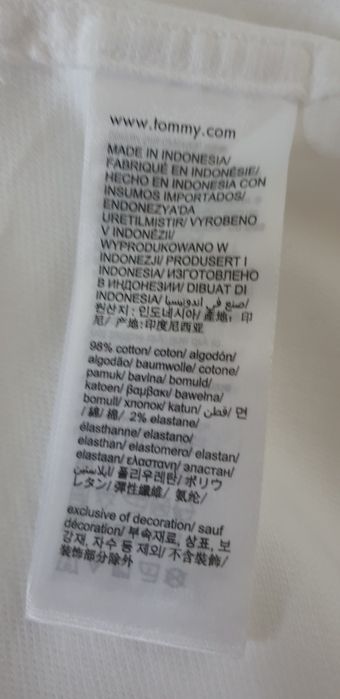 www.tommy.com
MADE IN INDONESIA/
FABRIQUÉ EN INDONÉSIE/
HECHO EN INDONESIA CON
INSUMOS IMPORTADOS/
ENDONEZYA'DA
URETILMISTIR/ VYROBENO
V INDONÉZII/
WYPRODUKOWANO W
INDONEZJI/ PRODUSERT I
INDONESIA/ ИЗГОТОВЛЕНО
В ИНДОНЕЗИИ/ DIBUAT DI
INDONESIA/ صنع في اندونيسيا/
원산지: 인도네시아/ 產地: 印
尼/ 产地:印度尼西亚
98% cotton/ coton/ algodón/
algodão/ baumwolle/ cotone/
pamuk/ bavlna/ bomuld/
katoen/ βαμβακι/ bawełna/
bomull/ хлопок/ katun/ قطن/ 면
/ 綿/ 棉/ 2% elastane/
élasthanne/ elastano/
elasthan/ elastomero/ elastan/
elastaan/ ελαστανη/ эластан/
ايلاستين/ 폴리우레탄/ ポリウ
レタン/ 彈性纖維/ 氨纶/
exclusive of decoration/ sauf
décoration/ 부속재료, 상표, 보
강재, 자수 등 제외/ 不含裝飾/
装饰部分除外